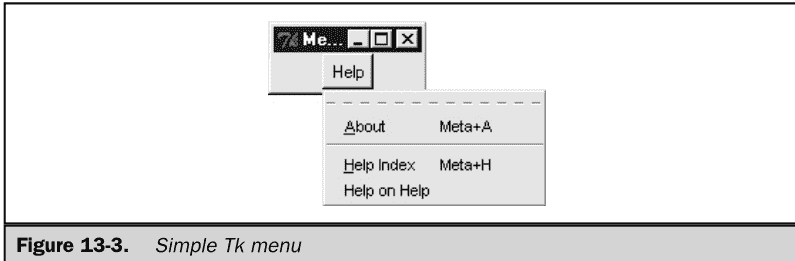 Me...
Help
About Meta+A
Help Index Meta+H
Help on Help
Figure 13-3. Simple Tk menu